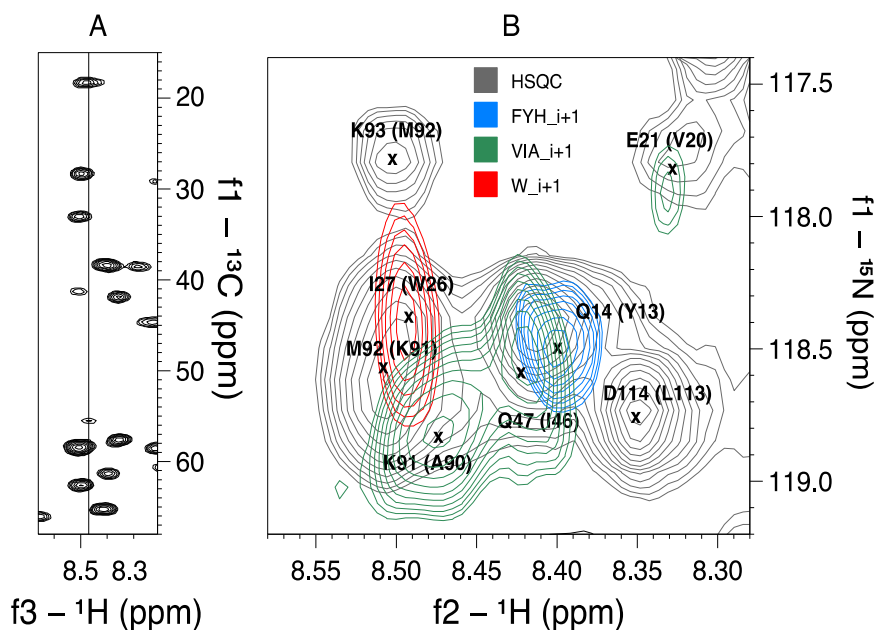 A
B
20
30
40
50
60
f1 – ¹³C (ppm)
8.5
8.3
f3 – ¹H (ppm)
HSQC
FYH_i+1
VIA_i+1
W_i+1
K93 (M92)
E21 (V20)
I27 (W26)
Q14 (Y13)
M92 (K91)
D114 (L113)
Q47 (I46)
K91 (A90)
x
x
x
x
x
x
x
x
117.5
118.0
118.5
119.0
f1 – ¹⁵N (ppm)
8.55
8.50
8.45
8.40
8.35
8.30
f2 – ¹H (ppm)